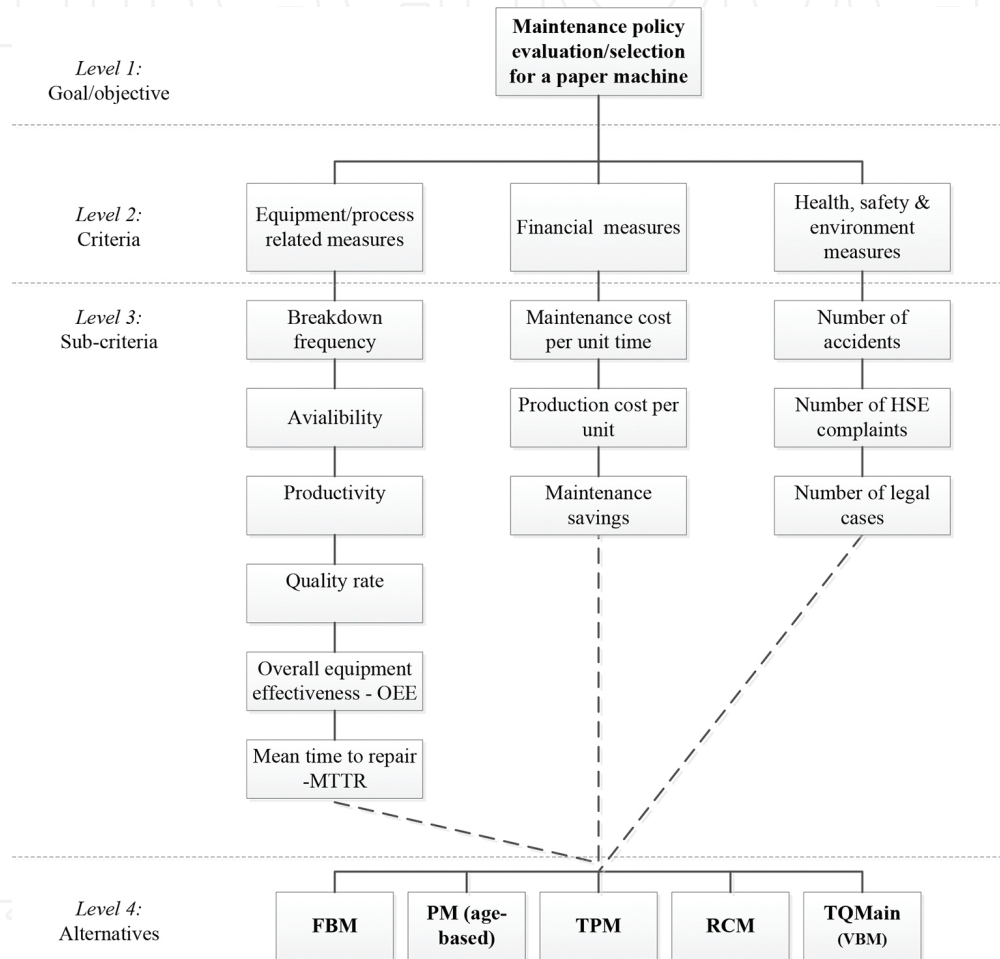 Maintenance policy
evaluation/selection
for a paper machine
Level 1:
Goal/objective
Level 2:
Criteria
Equipment/process
related measures
Financial measures
Health, safety &
environment
measures
Level 3:
Sub-criteria
Breakdown
frequency
Maintenance cost
per unit time
Number of
accidents
Avialibility
Production cost per
unit
Number of HSE
complaints
Productivity
Maintenance
savings
Number of legal
cases
Quality rate
Overall equipment
effectiveness - OEE
Mean time to repair
-MTTR
Level 4:
Alternatives
FBM
PM (age-
based)
TPM
RCM
TQMain
(VBM)